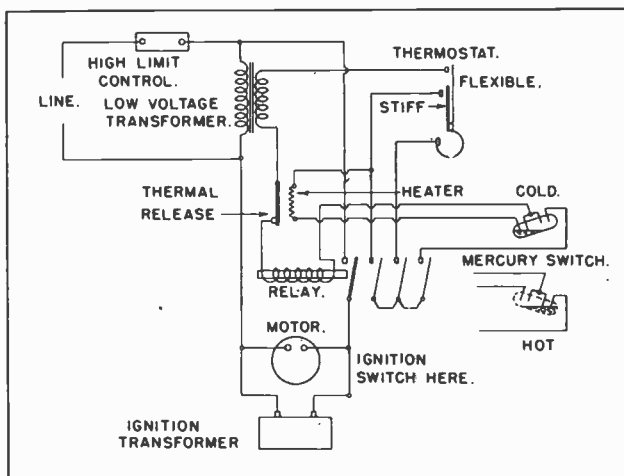 HIGH LIMIT
CONTROL.
LINE.
LOW VOLTAGE
TRANSFORMER.
THERMOSTAT.
FLEXIBLE.
STIFF
THERMAL
RELEASE
HEATER
COLD.
MERCURY SWITCH.
RELAY.
HOT
MOTOR.
IGNITION
SWITCH HERE.
IGNITION
TRANSFORMER